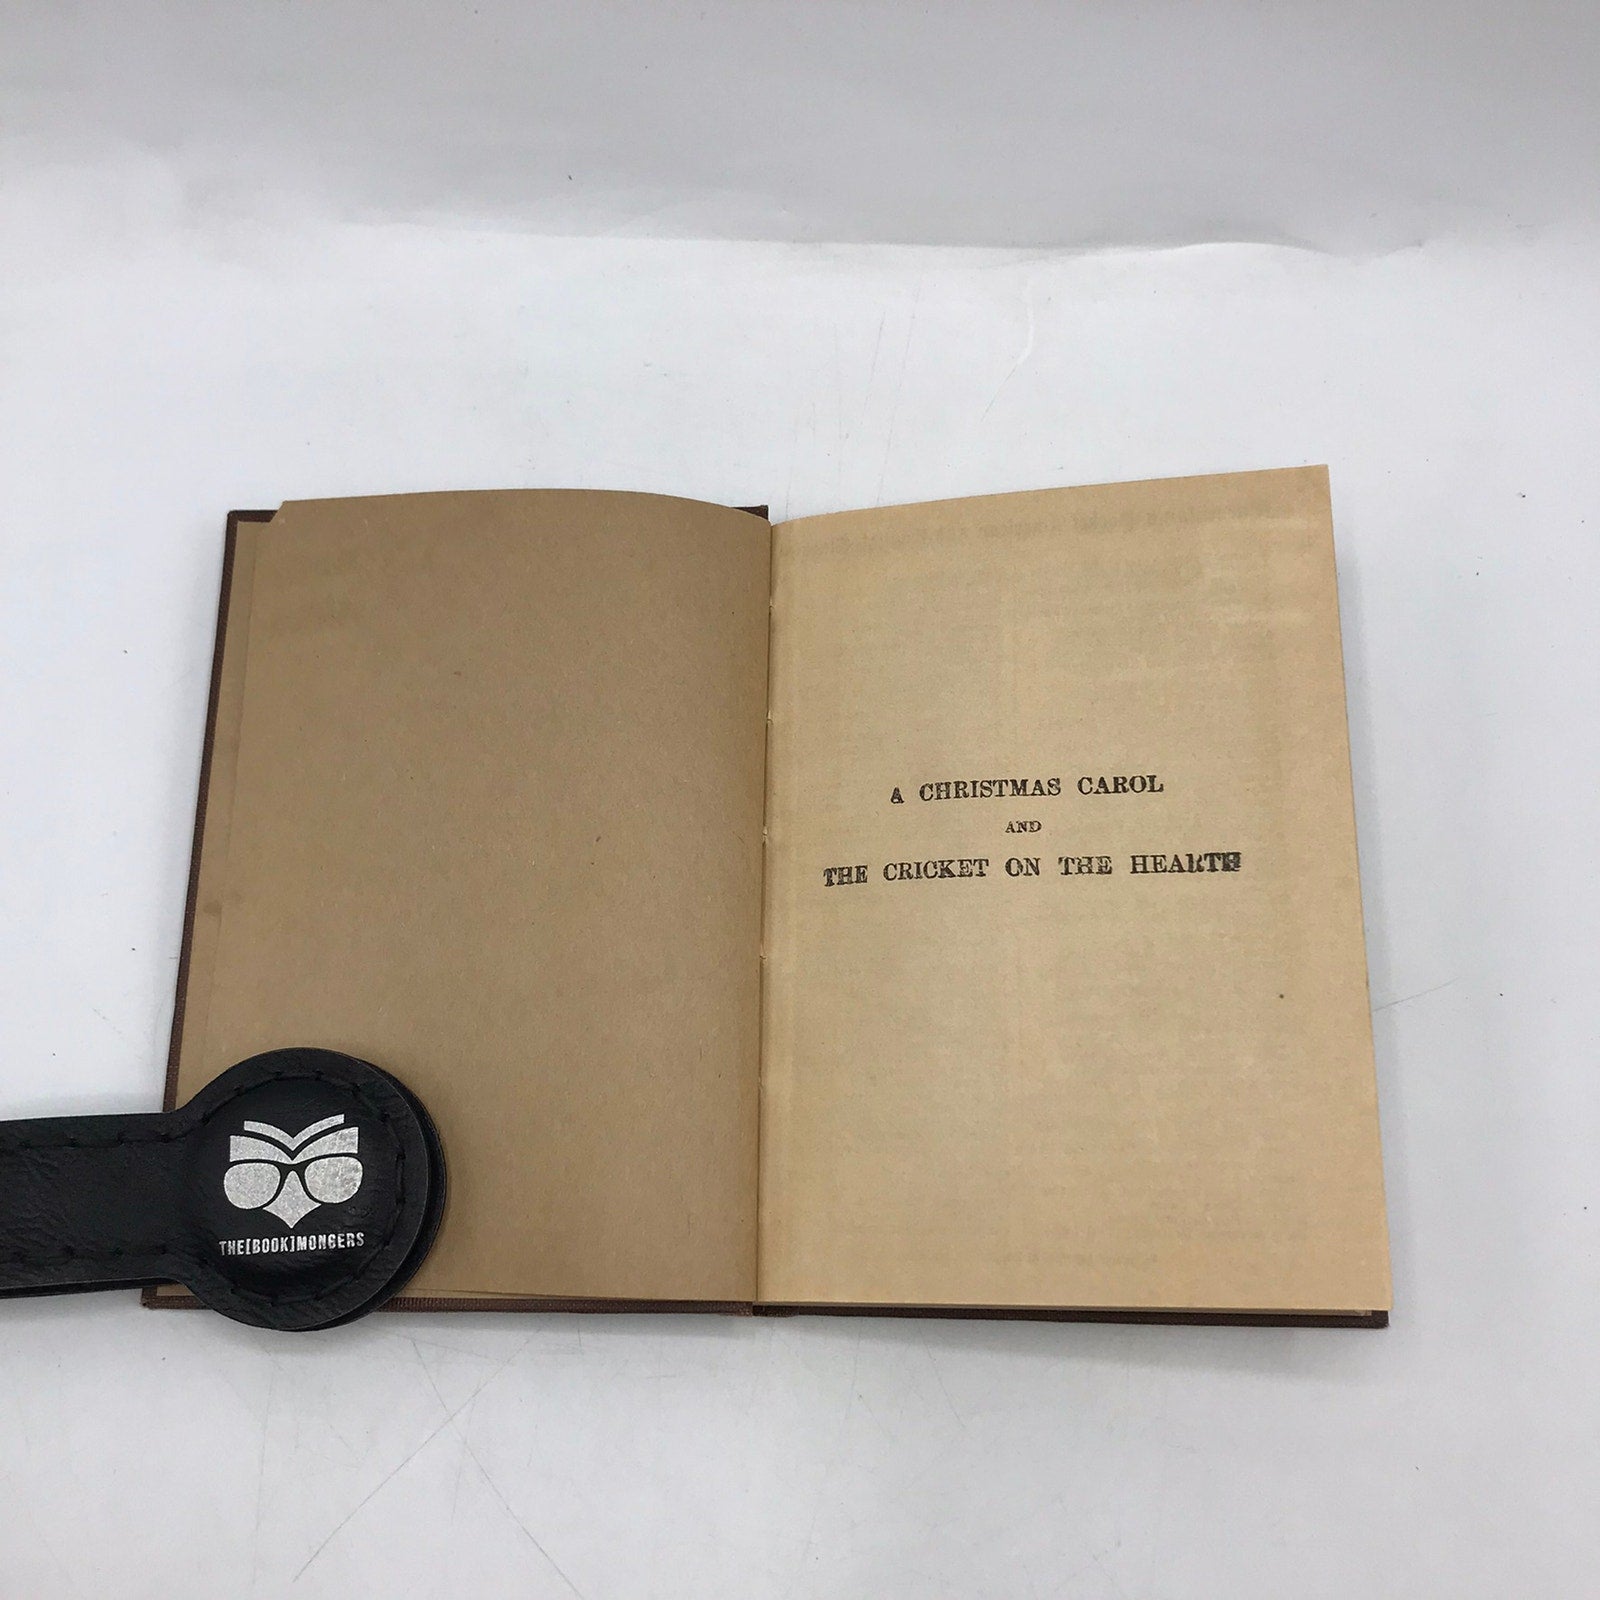 A CHRISTMAS CAROL
AND
THE CRICKET ON THE HEARTH
THE[BOOK]MONGERS